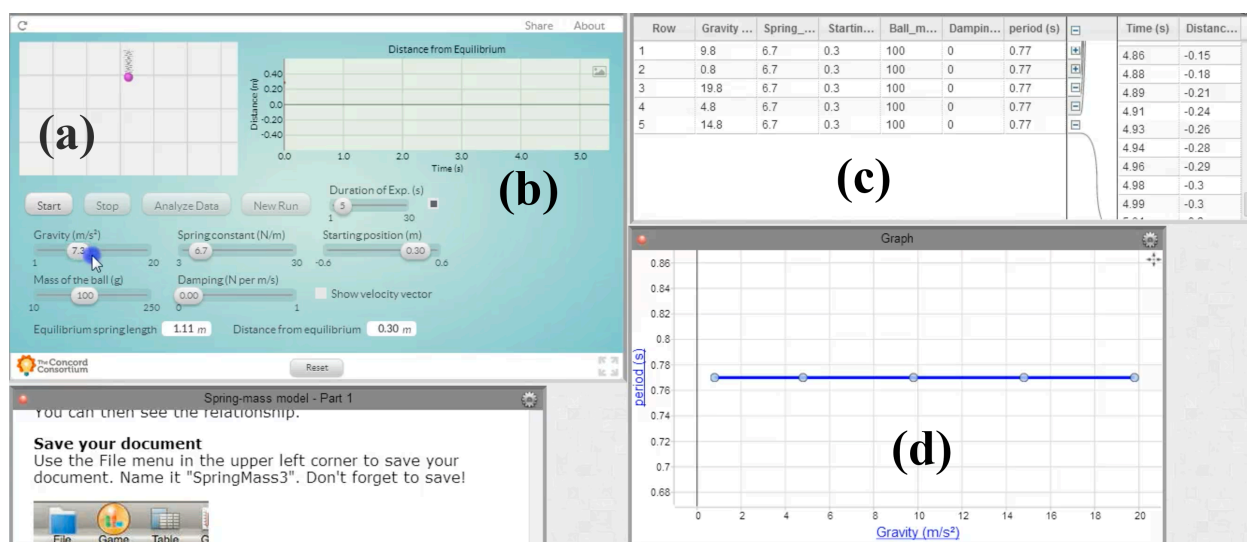 Share About
(a)
Distance from Equilibrium
Distance (m)
0.40
0.20
0.0
-0.20
-0.40
0.0 1.0 2.0 3.0 4.0 5.0
Time (s)
(b)
Start Stop Analyze Data New Run
Duration of Exp. (s)
5
1 30
Gravity (m/s²) Spring constant (N/m) Starting position (m)
7.3 6.7 0.30
1 20 3 30 -0.6 0.6
Mass of the ball (g) Damping (N per m/s)
100 0.00 Show velocity vector
10 250 0 1
Equilibrium spring length 1.11 m Distance from equilibrium 0.30 m
The Concord
Consortium
Reset
Spring-mass model - Part 1
You can then see the relationship.
Save your document
Use the File menu in the upper left corner to save your
document. Name it "SpringMass3". Don't forget to save!
File Game Table G
Row Gravity ... Spring_... Startin... Ball_m... Dampin... period (s)
1 9.8 6.7 0.3 100 0 0.77
2 0.8 6.7 0.3 100 0 0.77
3 19.8 6.7 0.3 100 0 0.77
4 4.8 6.7 0.3 100 0 0.77
5 14.8 6.7 0.3 100 0 0.77
(c)
Time (s) Distanc...
4.86 -0.15
4.88 -0.18
4.89 -0.21
4.91 -0.24
4.93 -0.26
4.94 -0.28
4.96 -0.29
4.98 -0.3
4.99 -0.3
Graph
period (s)
0.86
0.84
0.82
0.8
0.78
0.76
0.74
0.72
0.7
0.68
(d)
0 2 4 6 8 10 12 14 16 18 20
Gravity (m/s²)